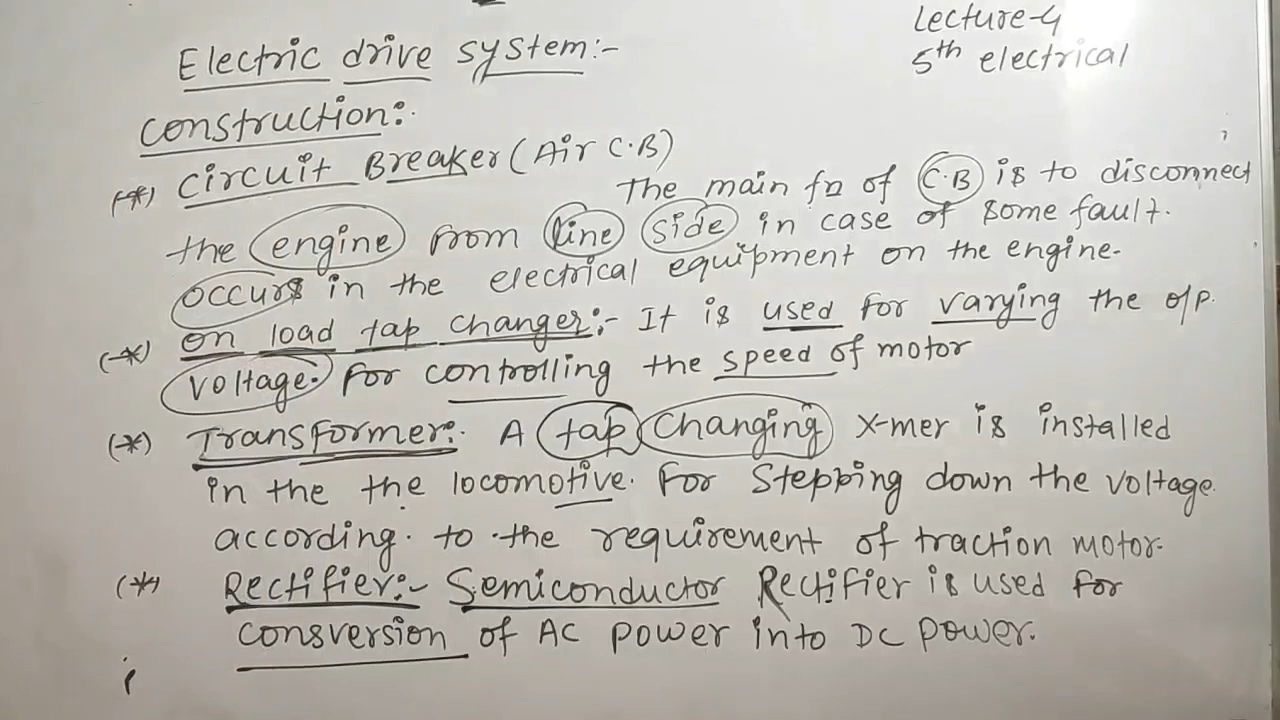 Lecture-4
5th electrical
Electric drive system:-
construction:-
(*) circuit Breaker (Air C.B)
The main fn of C.B is to disconnect
the engine from line side in case of some fault.
occurs in the electrical equipment on the engine.
(*) on load tap changer:- It is used for varying the o/p.
voltage. for controlling the speed of motor
(*) Transformer:- A tap changing X-mer is installed
in the the locomotive. For stepping down the voltage.
according. to the requirement of traction motor.
(*) Rectifier:- Semiconductor Rectifier is used for
consversion of AC power into DC power.